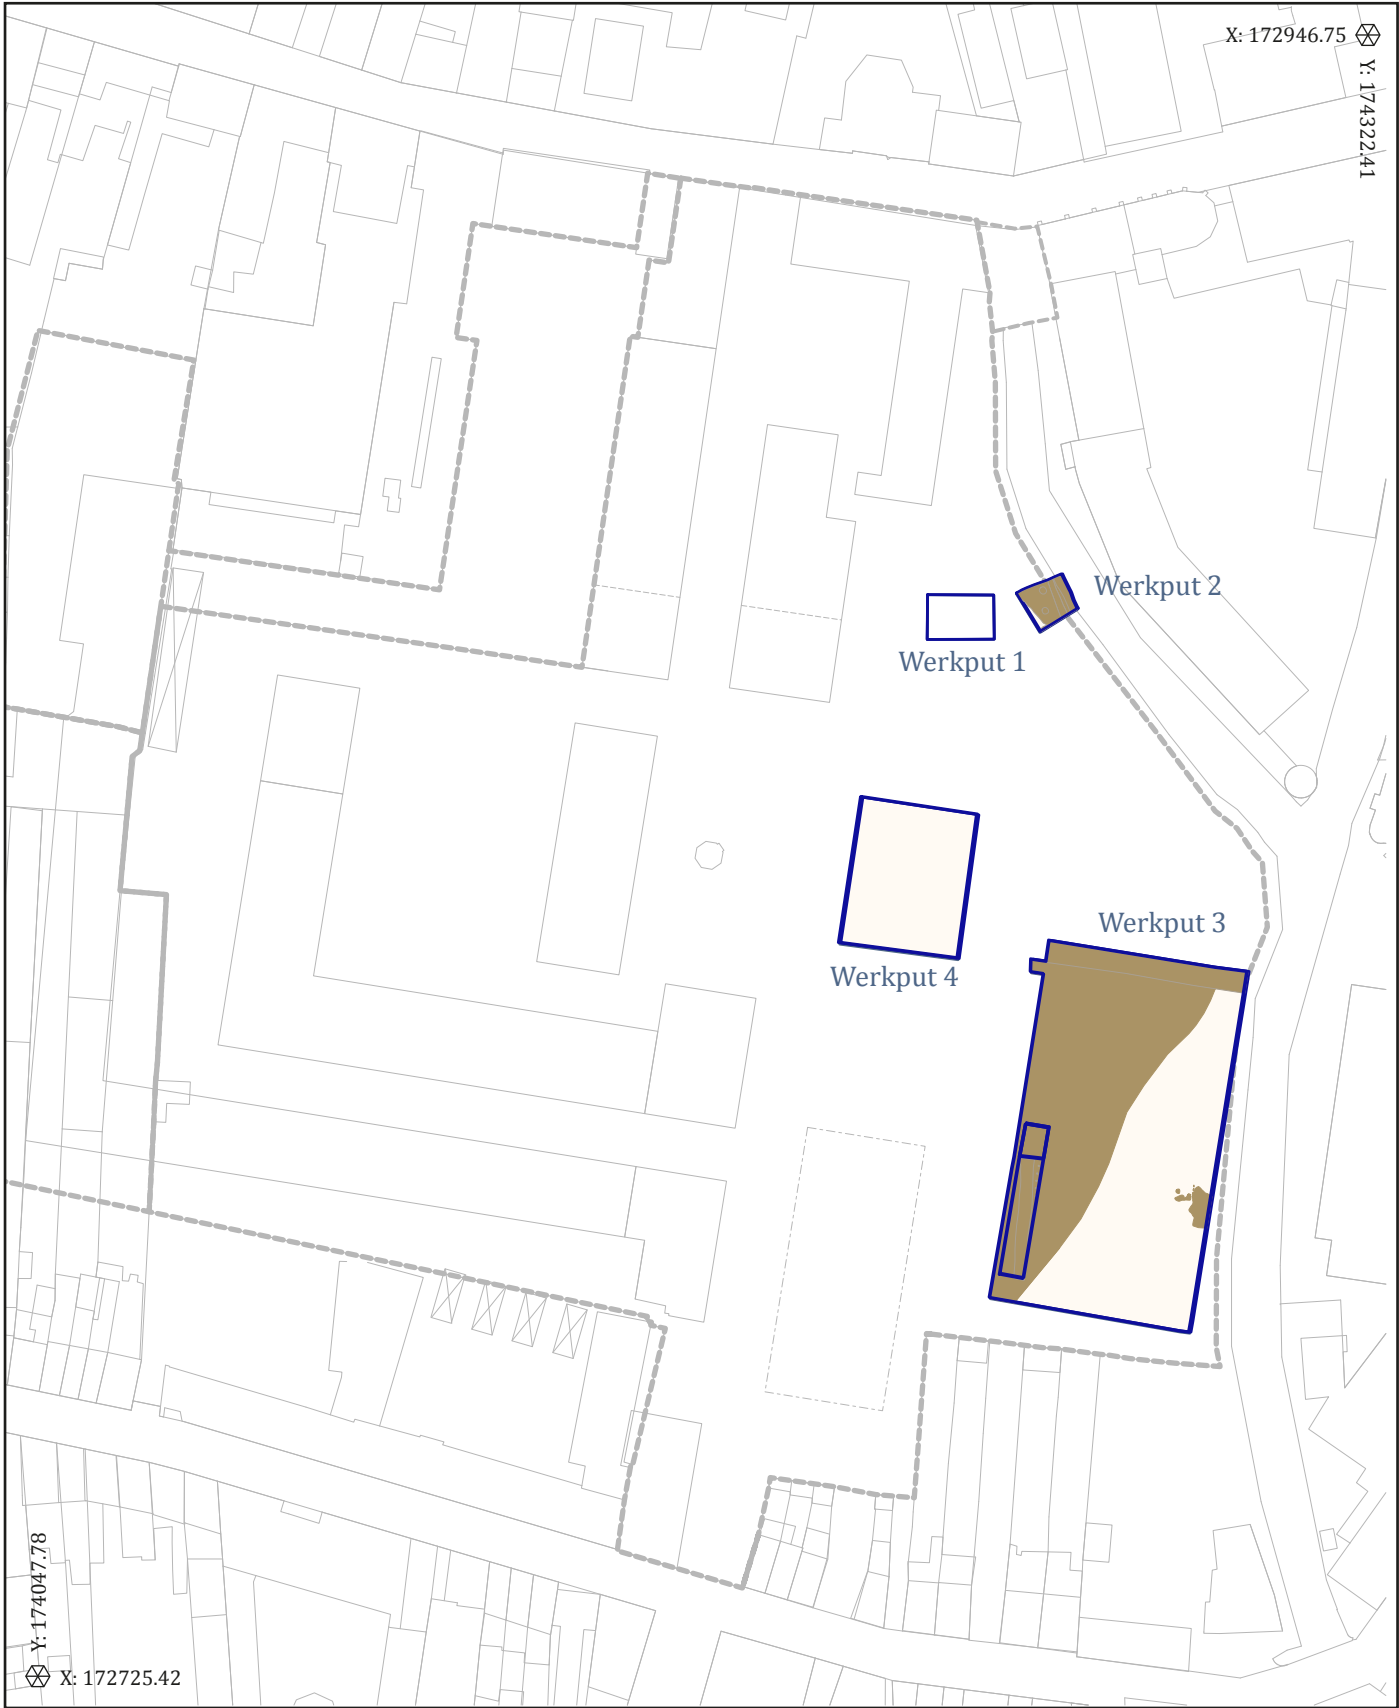 X: 172946.75
Y: 174322.41
Werkput 2
Werkput 1
Werkput 3
Werkput 4
Y: 174047.78
X: 172725.42